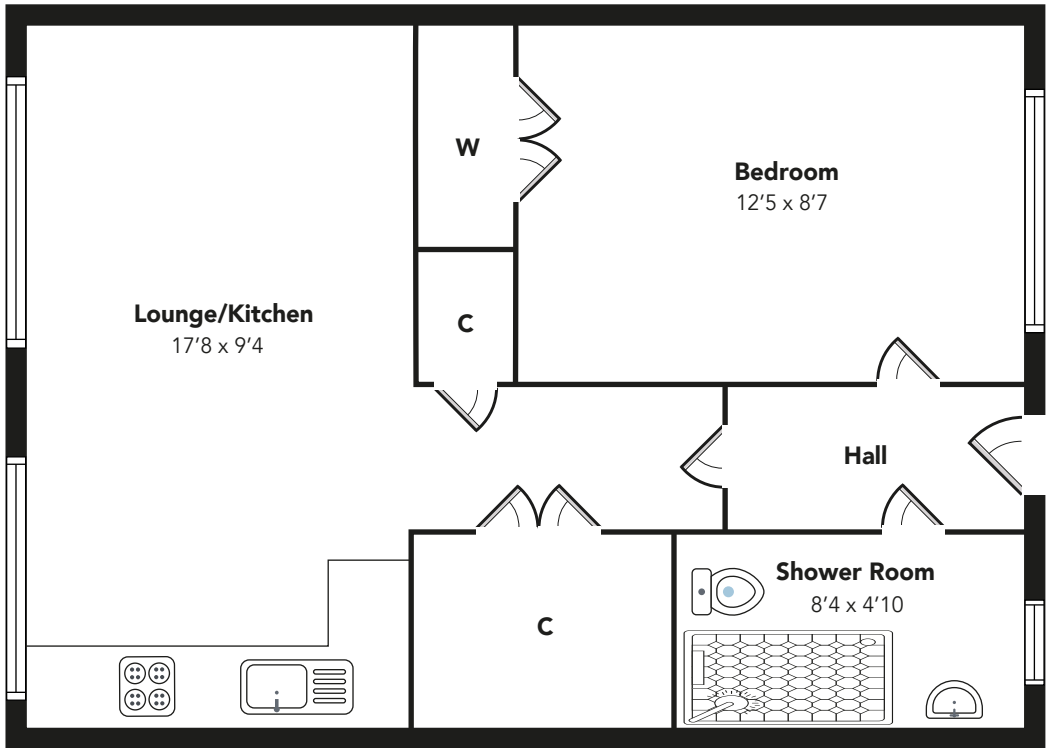 W
Bedroom
12’5 x 8’7
Lounge/Kitchen
17’8 x 9’4
C
Hall
Shower Room
8’4 x 4’10
C